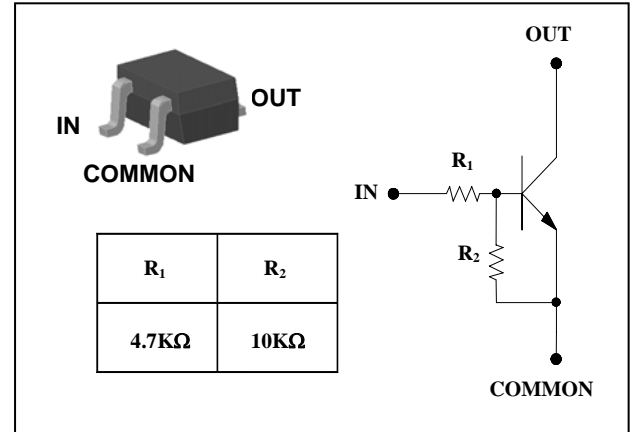 OUT
IN
COMMON
R₁ R₂
4.7KΩ 10KΩ
OUT
R₁
IN
R₂
COMMON